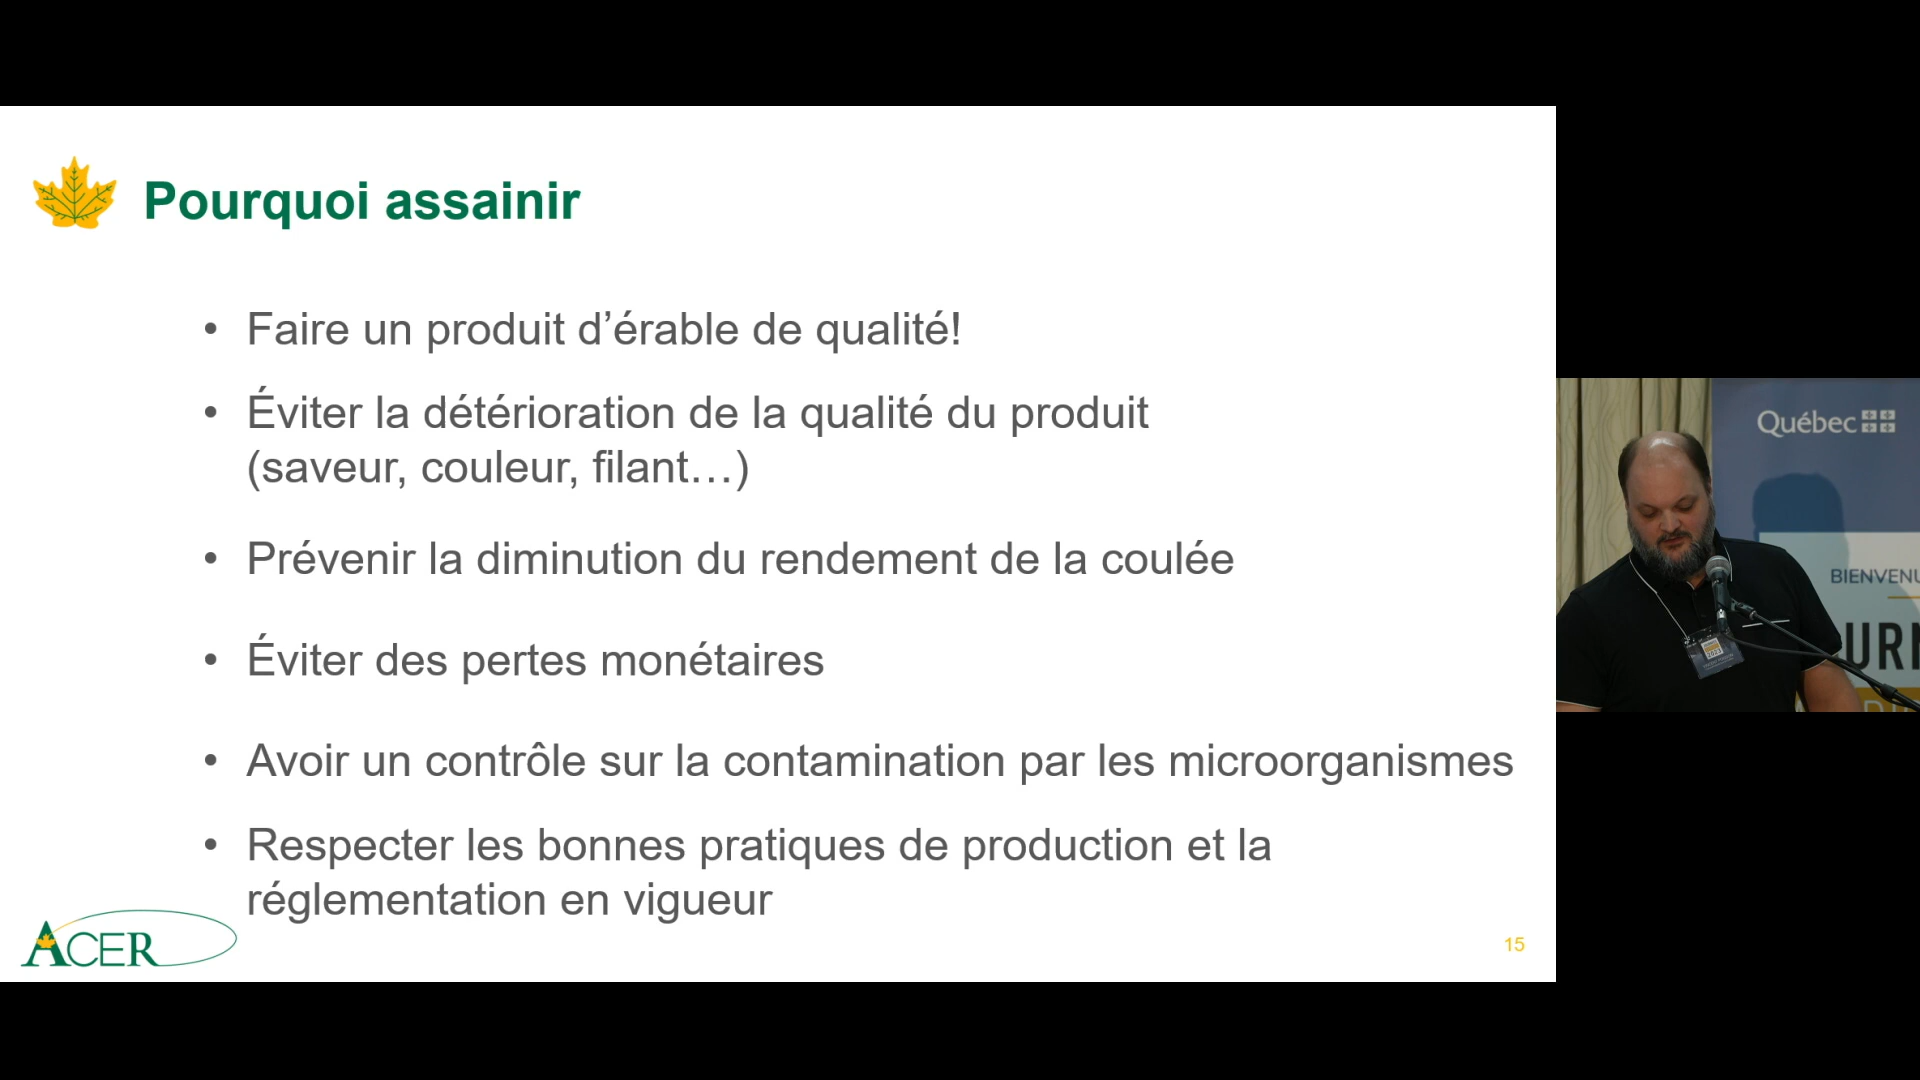 Pourquoi assainir
• Faire un produit d’érable de qualité!
• Éviter la détérioration de la qualité du produit
(saveur, couleur, filant…)
• Prévenir la diminution du rendement de la coulée
• Éviter des pertes monétaires
• Avoir un contrôle sur la contamination par les microorganismes
• Respecter les bonnes pratiques de production et la
réglementation en vigueur
ACER
15
Québec
BIENVENU
URN
2023